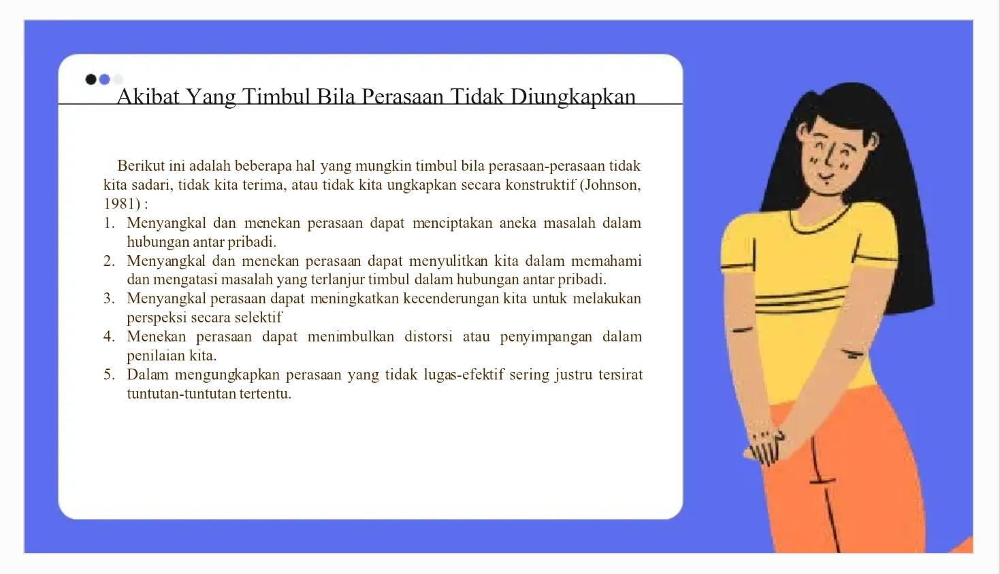 Akibat Yang Timbul Bila Perasaan Tidak Diungkapkan
Berikut ini adalah beberapa hal yang mungkin timbul bila perasaan-perasaan tidak
kita sadari, tidak kita terima, atau tidak kita ungkapkan secara konstruktif (Johnson,
1981) :
1. Menyangkal dan menekan perasaan dapat menciptakan aneka masalah dalam
hubungan antar pribadi.
2. Menyangkal dan menekan perasaan dapat menyulitkan kita dalam memahami
dan mengatasi masalah yang terlanjur timbul dalam hubungan antar pribadi.
3. Menyangkal perasaan dapat meningkatkan kecenderungan kita untuk melakukan
perspeksi secara selektif
4. Menekan perasaan dapat menimbulkan distorsi atau penyimpangan dalam
penilaian kita.
5. Dalam mengungkapkan perasaan yang tidak lugas-efektif sering justru tersirat
tuntutan-tuntutan tertentu.